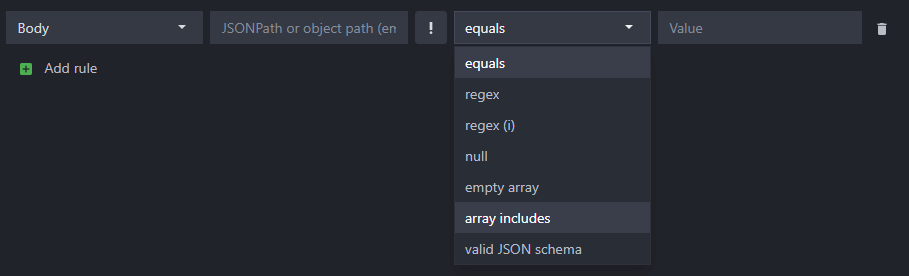 Body JSONPath or object path (en ! equals Value
equals
Add rule
regex
regex (i)
null
empty array
array includes
valid JSON schema